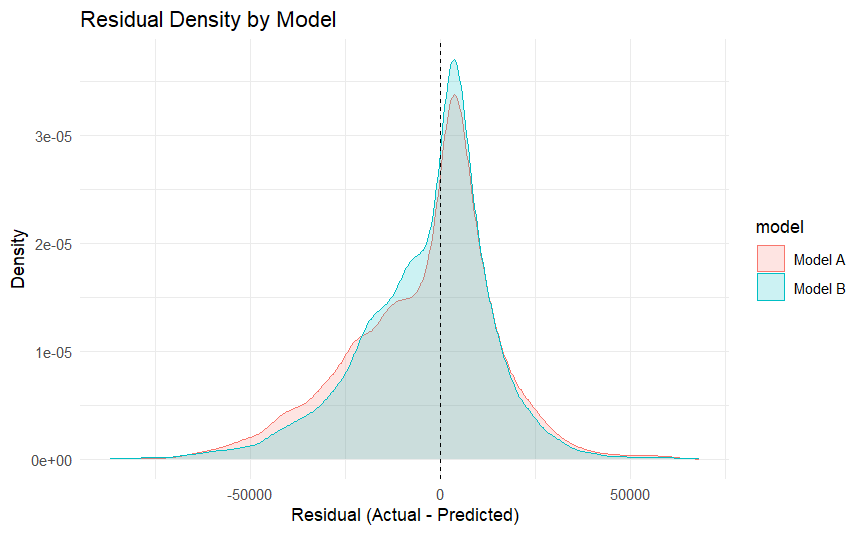 Residual Density by Model
3e-05
2e-05
1e-05
0e+00
Density
-50000
0
50000
Residual (Actual - Predicted)
model
Model A
Model B